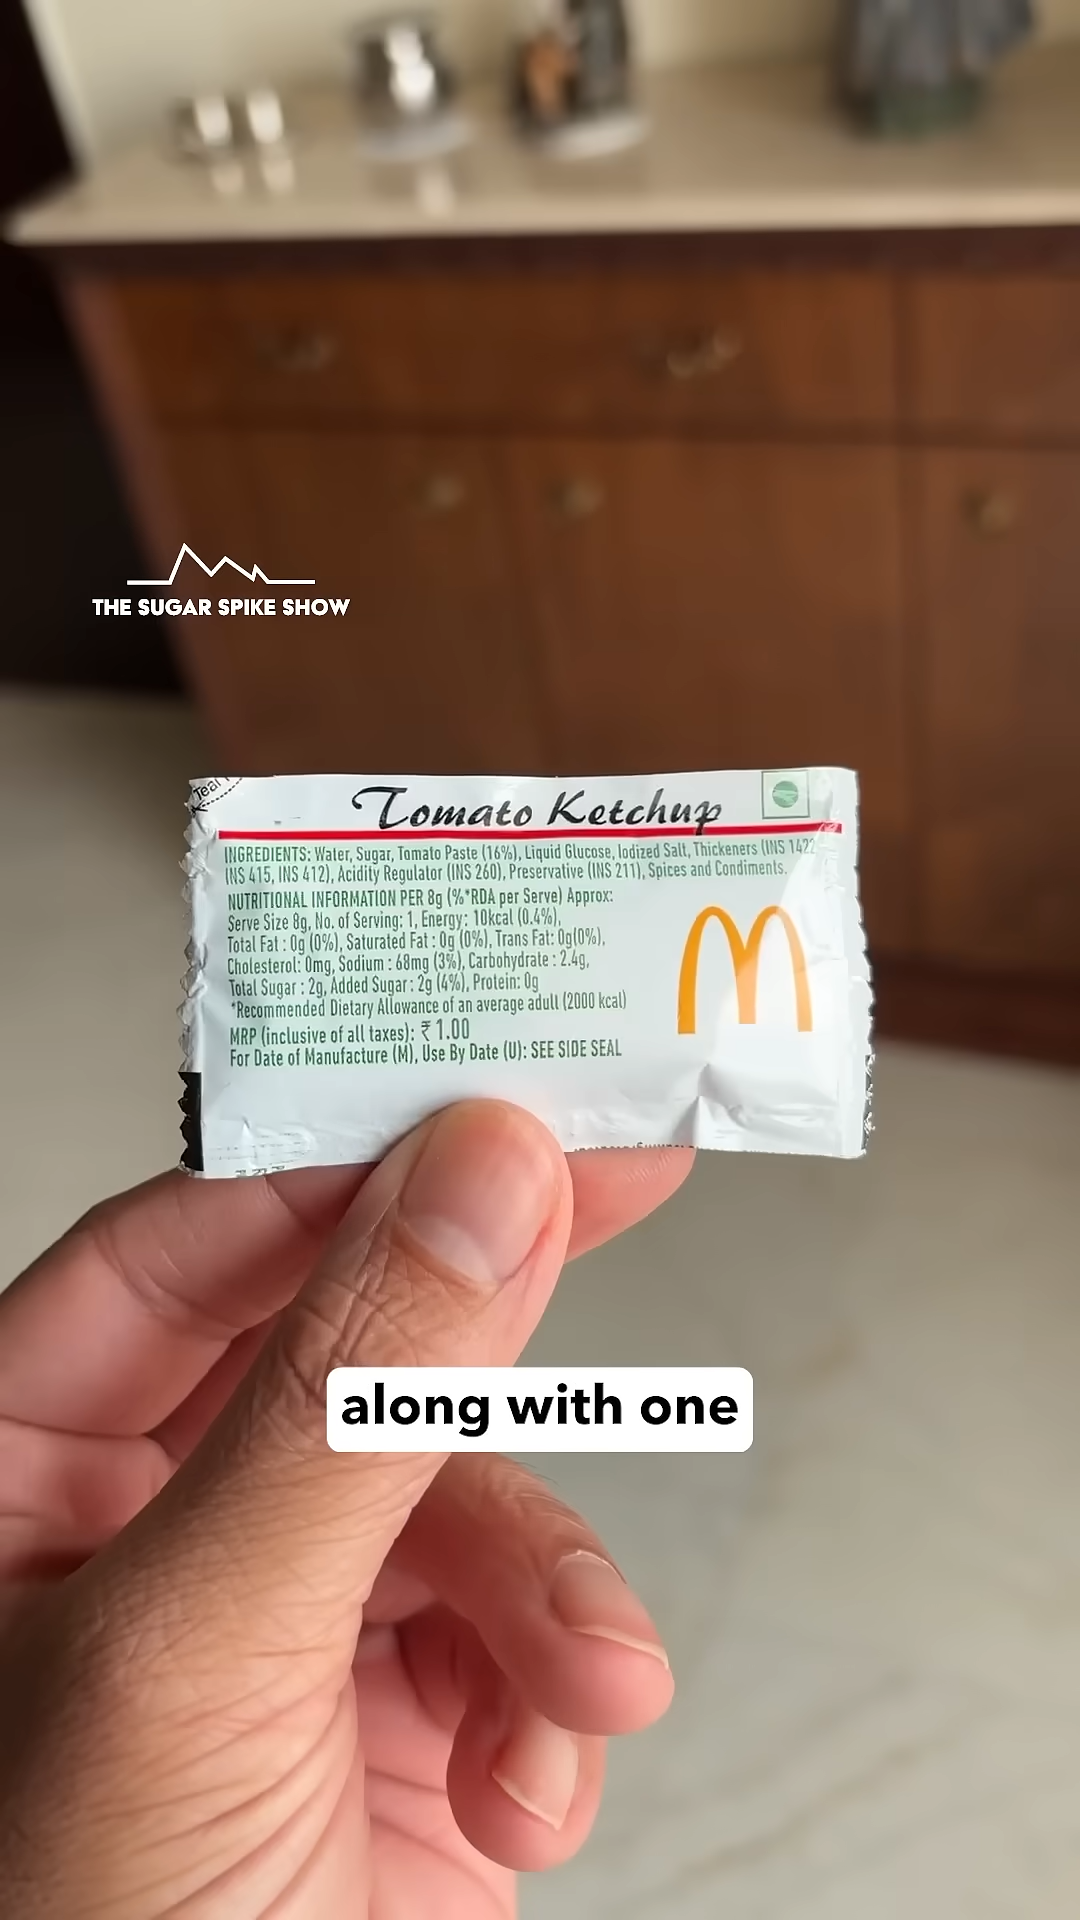 THE SUGAR SPIKE SHOW
Tear
Tomato Ketchup
INGREDIENTS: Water, Sugar, Tomato Paste (16%), Liquid Glucose, Iodized Salt, Thickeners (INS 1422
INS 415, INS 412), Acidity Regulator (INS 260), Preservative (INS 211), Spices and Condiments.
NUTRITIONAL INFORMATION PER 8g (%*RDA per Serve) Approx:
Serve Size 8g, No. of Serving: 1, Energy: 10kcal (0.4%),
Total Fat : 0g (0%), Saturated Fat : 0g (0%), Trans Fat: 0g(0%),
Cholesterol: 0mg, Sodium : 68mg (3%), Carbohydrate : 2.4g,
Total Sugar : 2g, Added Sugar : 2g (4%), Protein: 0g
*Recommended Dietary Allowance of an average adult (2000 kcal)
MRP (inclusive of all taxes): ₹ 1.00
For Date of Manufacture (M), Use By Date (U): SEE SIDE SEAL
along with one